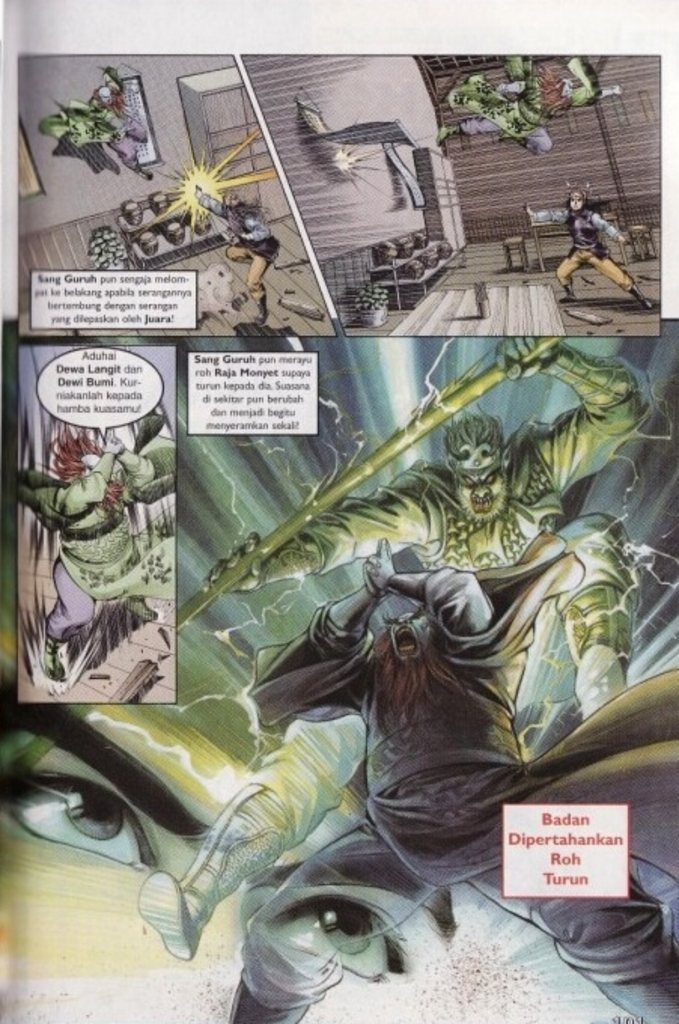 Sang Guruh pun sengaja melom-
pat ke belakang apabila serangannya
bertembung dengan serangan
yang dilepaskan oleh Juara!
Aduhai
Dewa Langit dan
Dewi Bumi. Kur-
niakanlah kepada
hamba kuasamu!
Sang Guruh pun merayu
roh Raja Monyet supaya
turun kepada dia. Suasana
di sekitar pun berubah
dan menjadi begitu
menyeramkan sekali?
Badan
Dipertahankan
Roh
Turun